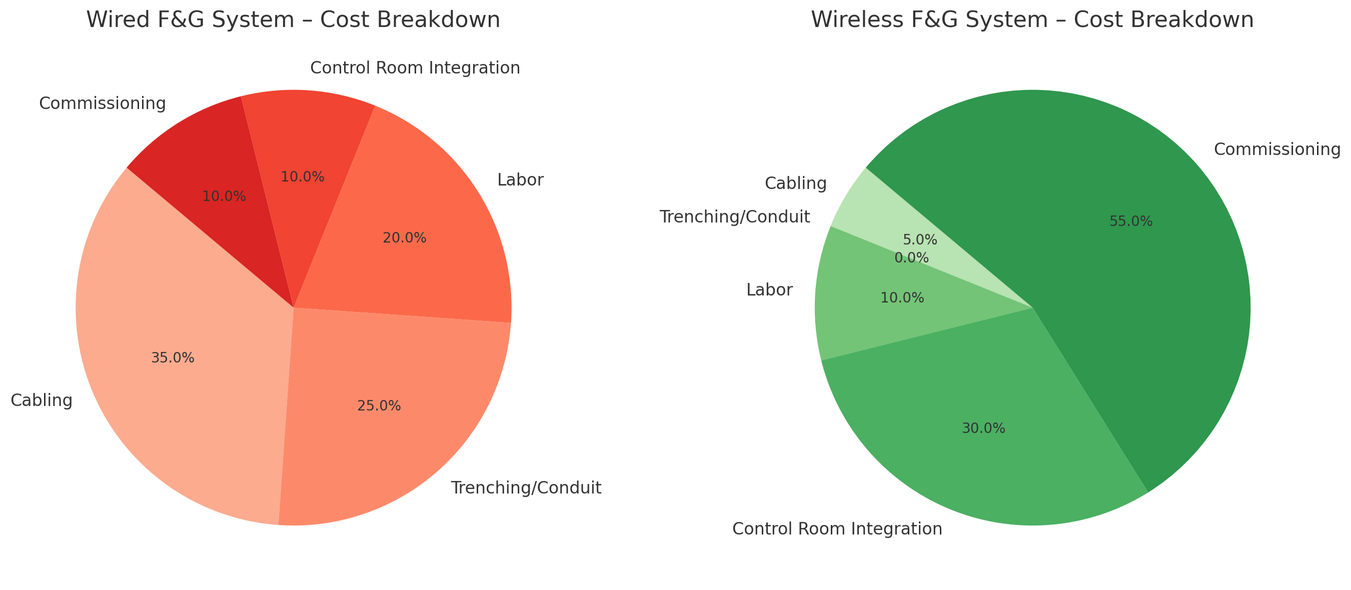 Wired F&G System – Cost Breakdown
Control Room Integration
Commissioning
10.0%
10.0%
Labor
20.0%
35.0%
Cabling
25.0%
Trenching/Conduit
Wireless F&G System – Cost Breakdown
Commissioning
55.0%
Cabling
5.0%
Trenching/Conduit
0.0%
Labor
10.0%
30.0%
Control Room Integration